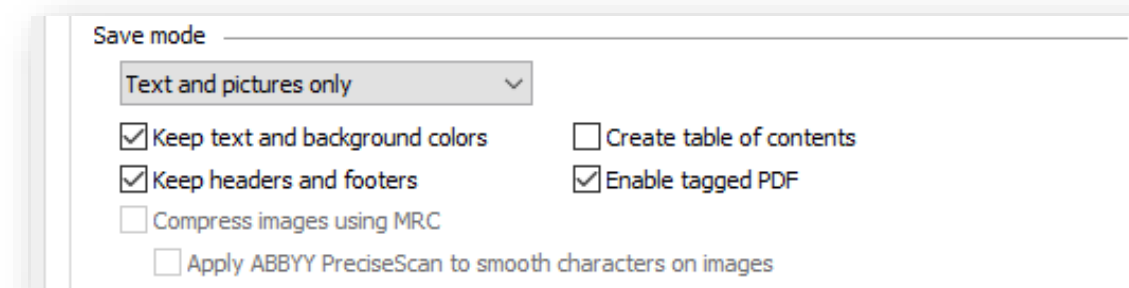 Save mode
Text and pictures only
Keep text and background colors
Create table of contents
Keep headers and footers
Enable tagged PDF
Compress images using MRC
Apply ABBYY PreciseScan to smooth characters on images